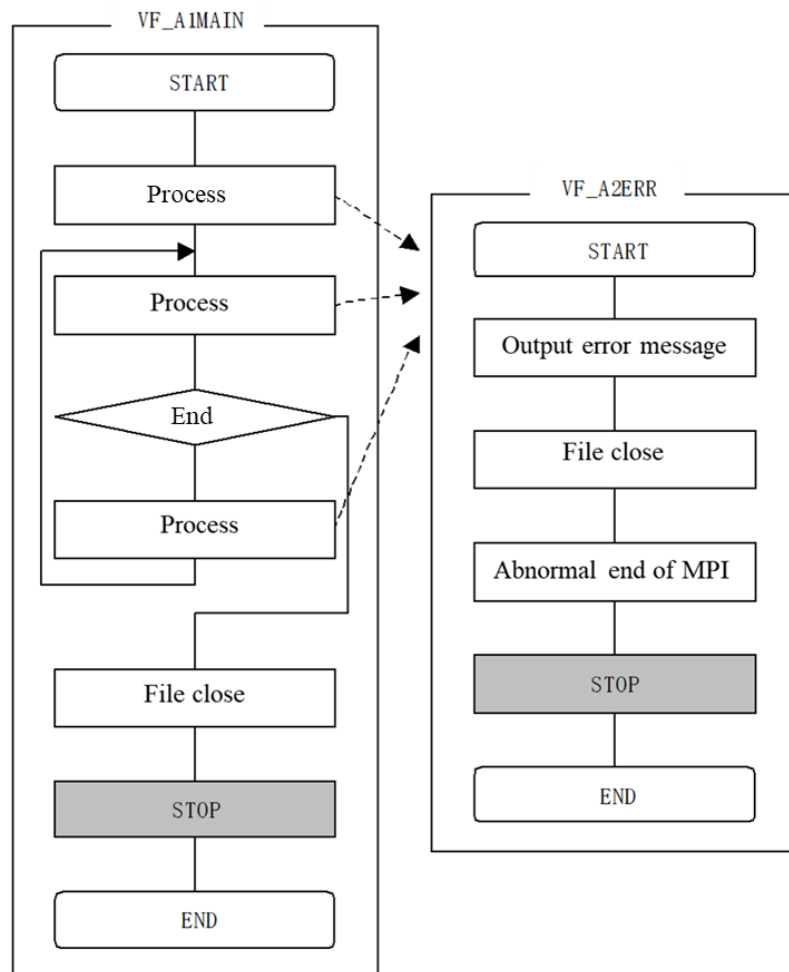 VF_A1MAIN
START
Process
Process
End
Process
File close
STOP
END
VF_A2ERR
START
Output error message
File close
Abnormal end of MPI
STOP
END